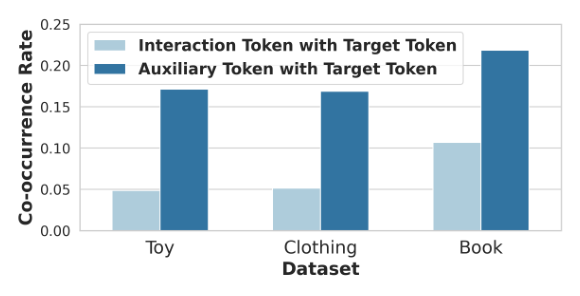 Co-occurrence Rate
0.25
0.20
0.15
0.10
0.05
0.00
Interaction Token with Target Token
Auxiliary Token with Target Token
Toy
Clothing
Book
Dataset